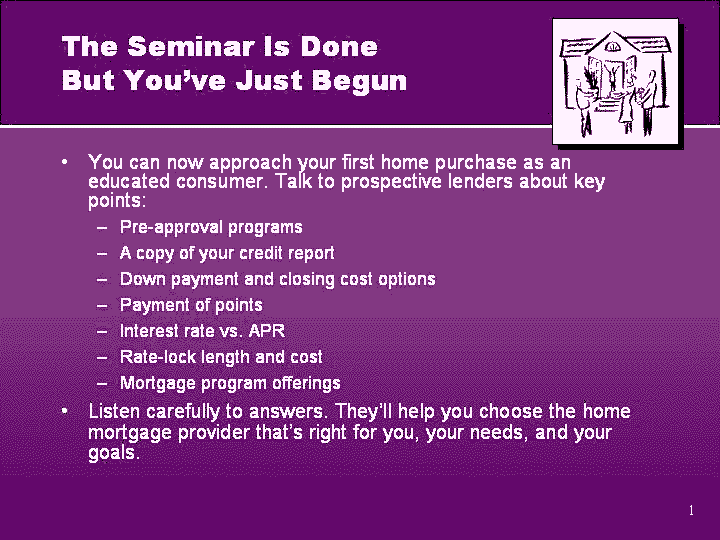 The Seminar Is Done
But You’ve Just Begun
• You can now approach your first home purchase as an
educated consumer. Talk to prospective lenders about key
points:
– Pre-approval programs
– A copy of your credit report
– Down payment and closing cost options
– Payment of points
– Interest rate vs. APR
– Rate-lock length and cost
– Mortgage program offerings
• Listen carefully to answers. They’ll help you choose the home
mortgage provider that’s right for you, your needs, and your
goals.
1